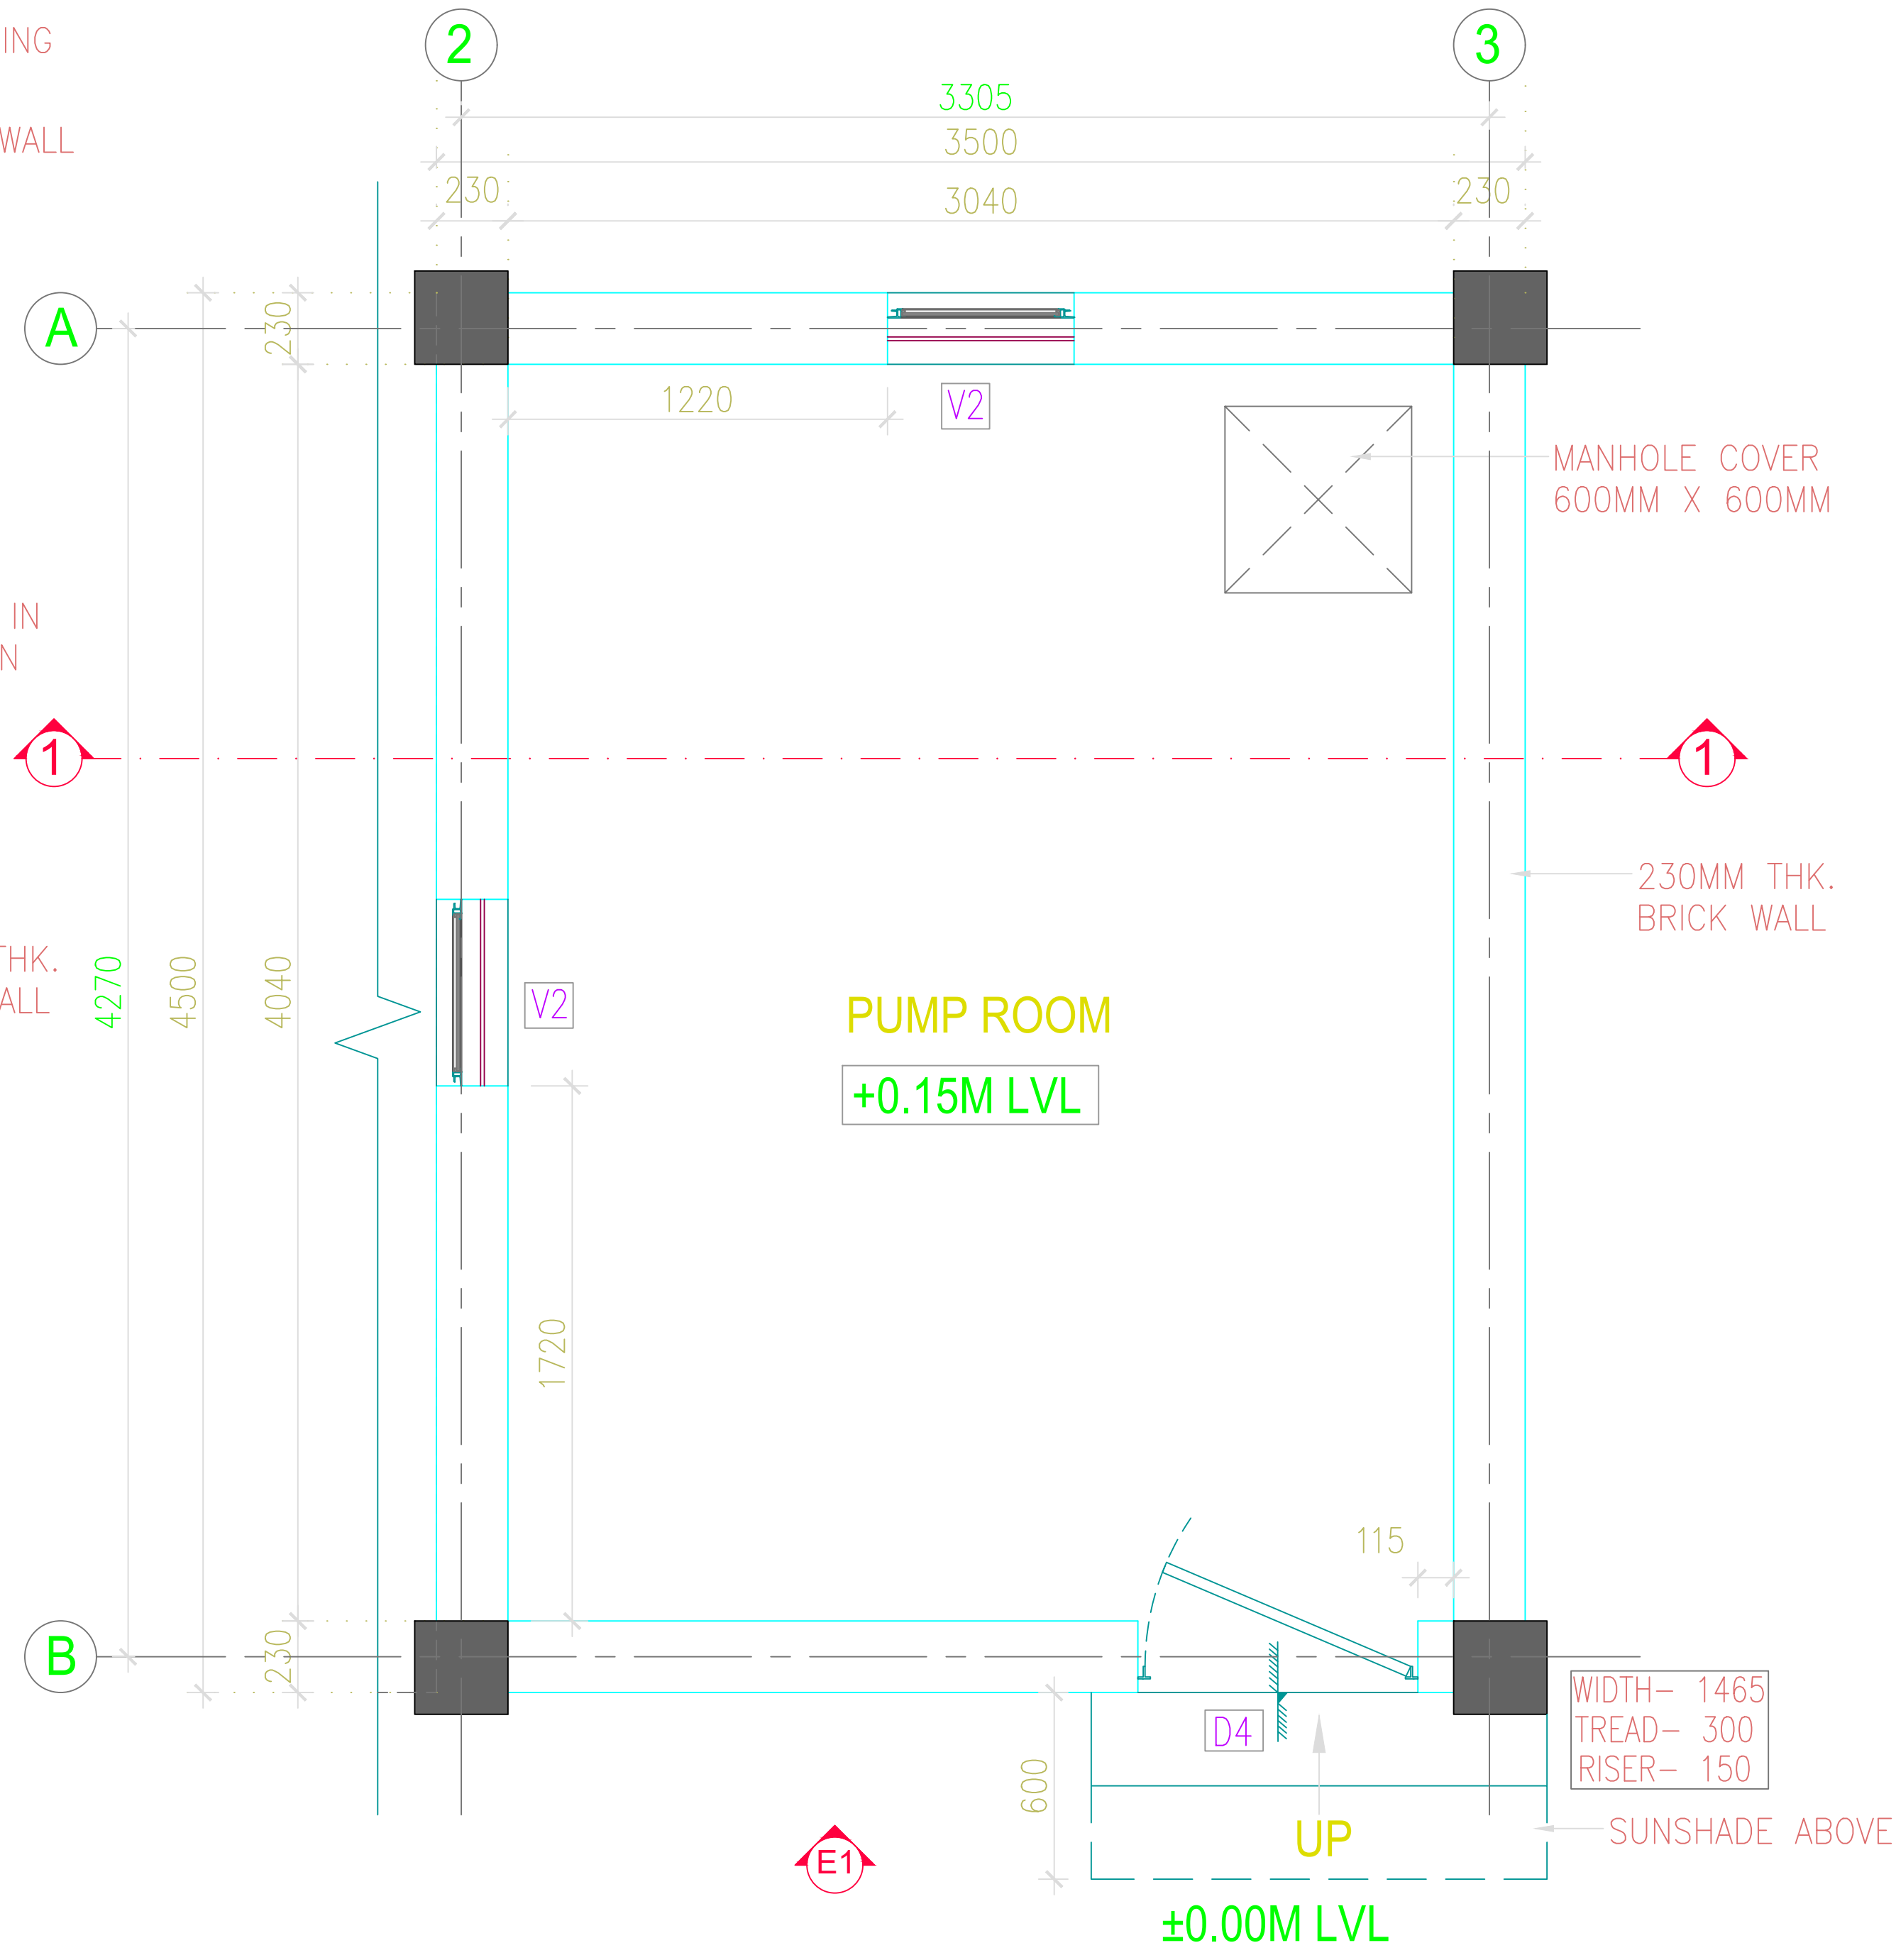 ING
2
3
3305
WALL
3500
230
3040
230
A
230
1220
V2
MANHOLE COVER
600MM X 600MM
IN
N
1
1
230MM THK.
BRICK WALL
THK.
ALL
4270
4500
4040
V2
PUMP ROOM
+0.15M LVL
1720
115
B
230
WIDTH- 1465
TREAD- 300
RISER- 150
D4
600
UP
SUNSHADE ABOVE
E1
±0.00M LVL